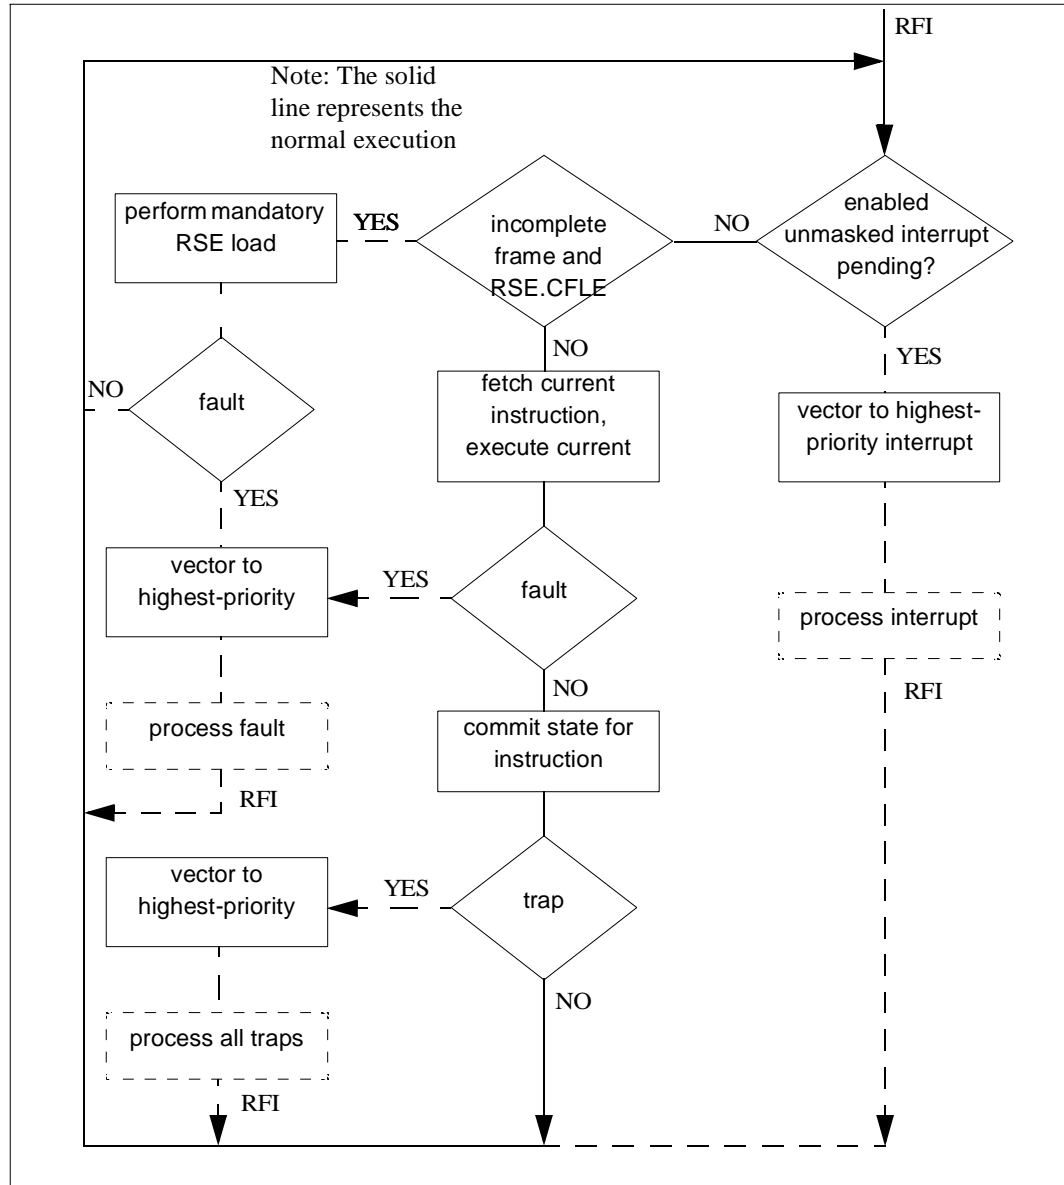 RFI
Note: The solid
line represents the
normal execution
perform mandatory
RSE load
YES
incomplete
frame and
RSE.CFLE
NO
enabled
unmasked interrupt
pending?
NO
YES
NO
fault
fetch current
instruction,
execute current
vector to highest-
priority interrupt
YES
vector to
highest-priority
YES
fault
process interrupt
NO
RFI
process fault
commit state for
instruction
RFI
vector to
highest-priority
YES
trap
NO
process all traps
RFI